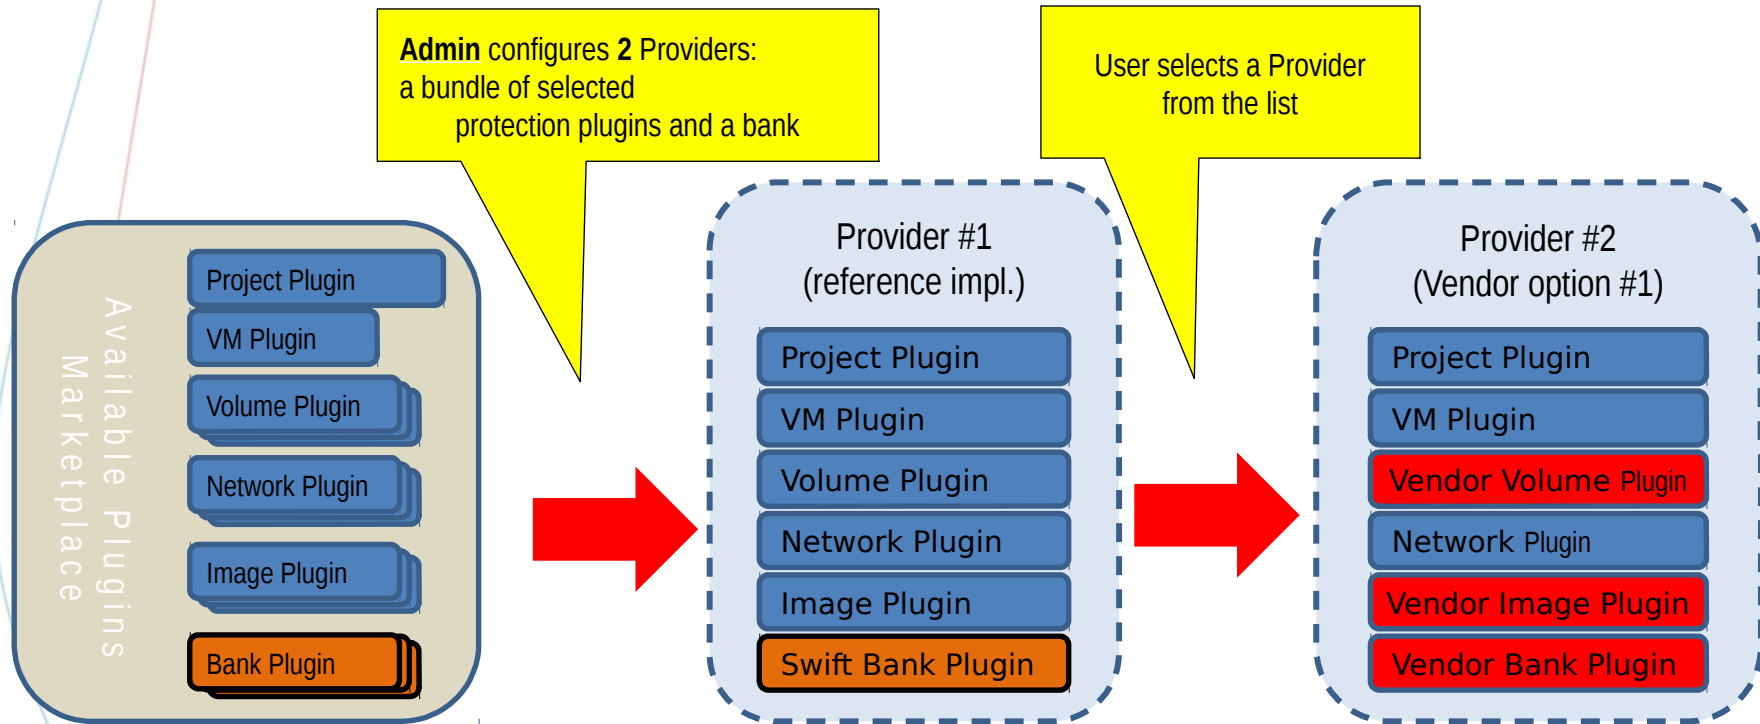 Admin configures 2 Providers:
a bundle of selected
protection plugins and a bank
User selects a Provider
from the list
Available Plugins
Marketplace
Project Plugin
VM Plugin
Volume Plugin
Network Plugin
Image Plugin
Bank Plugin
Provider #1
(reference impl.)
Project Plugin
VM Plugin
Volume Plugin
Network Plugin
Image Plugin
Swift Bank Plugin
Provider #2
(Vendor option #1)
Project Plugin
VM Plugin
Vendor Volume Plugin
Network Plugin
Vendor Image Plugin
Vendor Bank Plugin